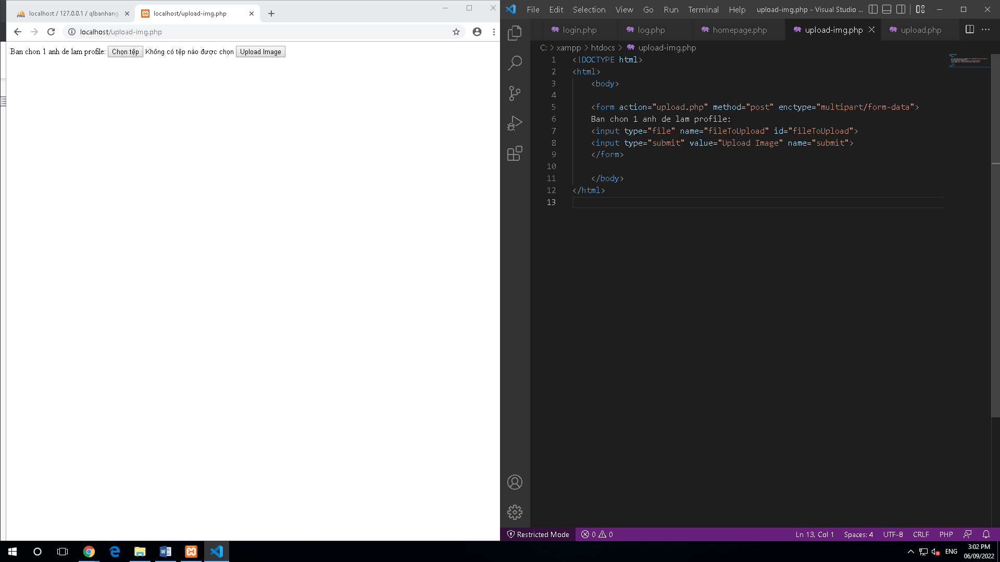 localhost / 127.0.0.1 / qlbanhang
localhost/upload-img.php
localhost/upload-img.php
Ban chon 1 anh de lam profile: Chọn tệp Không có tệp nào được chọn Upload Image
File Edit Selection View Go Run Terminal Help upload-img.php - Visual Studio ...
login.php log.php homepage.php upload-img.php upload.php
C: > xampp > htdocs > upload-img.php
1 <!DOCTYPE html>
2 <html>
3 <body>
4
5 <form action="upload.php" method="post" enctype="multipart/form-data">
6 Ban chon 1 anh de lam profile:
7 <input type="file" name="fileToUpload" id="fileToUpload">
8 <input type="submit" value="Upload Image" name="submit">
9 </form>
10
11 </body>
12 </html>
13
Restricted Mode 0 0 Ln 13, Col 1 Spaces: 4 UTF-8 CRLF PHP
ENG
3:02 PM
06/09/2022